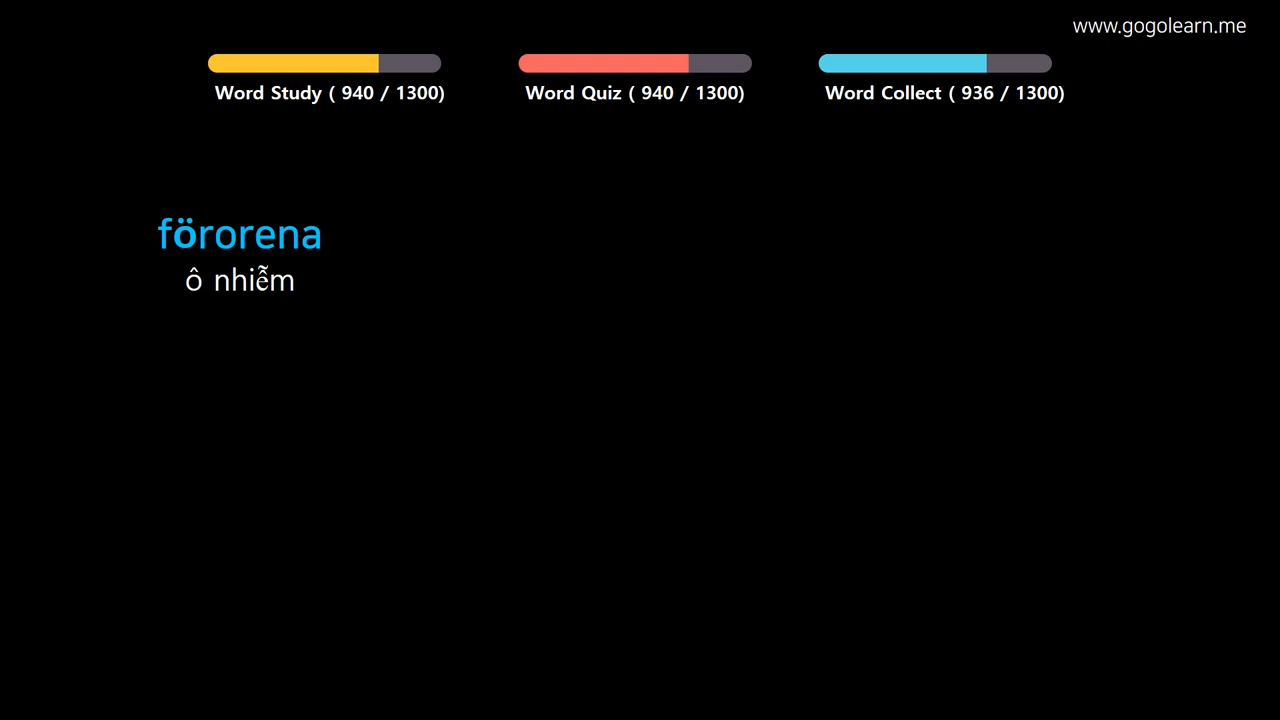 www.gogolearn.me
Word Study ( 940 / 1300)
Word Quiz ( 940 / 1300)
Word Collect ( 936 / 1300)
förorena
ô nhiễm